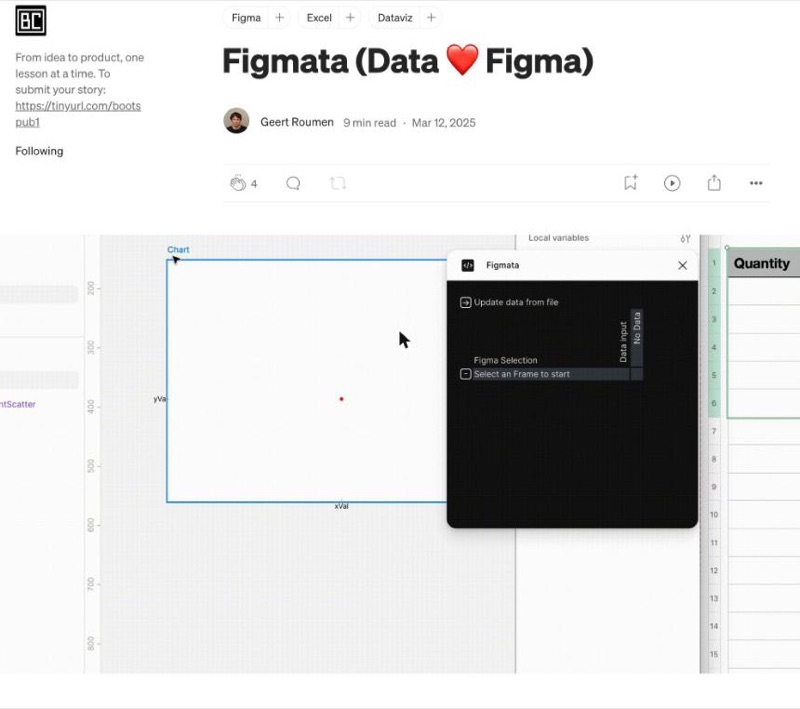 BC
From idea to product, one
lesson at a time. To
submit your story:
https://tinyurl.com/boots
pub1
Following
Figma +
Excel +
Dataviz +
Figmata (Data ❤️ Figma)
Geert Roumen 9 min read · Mar 12, 2025
4
ntScatter
200
300
400
500
600
700
800
Chart
yVa
xVal
Local variables
Figmata
Update data from file
Data input
No Data
Figma Selection
Select an Frame to start
1 Quantity
2
3
4
5
6
7
8
9
10
11
12
13
14
15